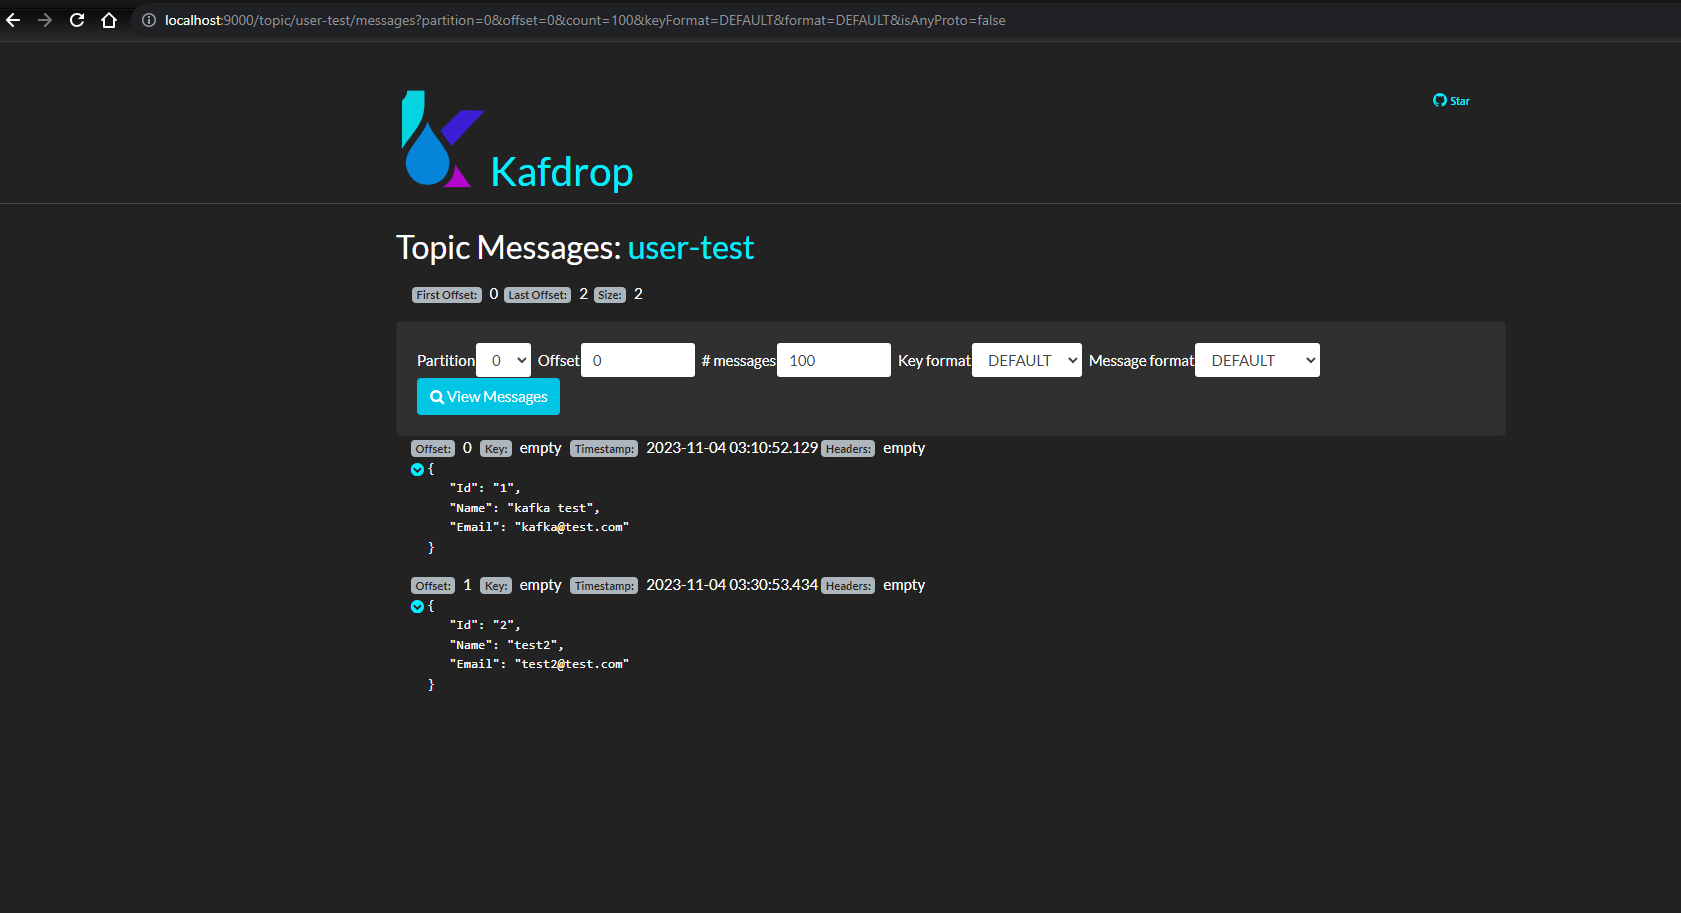 localhost:9000/topic/user-test/messages?partition=0&offset=0&count=100&keyFormat=DEFAULT&format=DEFAULT&isAnyProto=false
Star
Kafdrop
Topic Messages: user-test
First Offset: 0 Last Offset: 2 Size: 2
Partition 0 Offset 0 # messages 100 Key format DEFAULT Message format DEFAULT
View Messages
Offset: 0 Key: empty Timestamp: 2023-11-04 03:10:52.129 Headers: empty
{
"Id": "1",
"Name": "kafka test",
"Email": "kafka@test.com"
}
Offset: 1 Key: empty Timestamp: 2023-11-04 03:30:53.434 Headers: empty
{
"Id": "2",
"Name": "test2",
"Email": "test2@test.com"
}